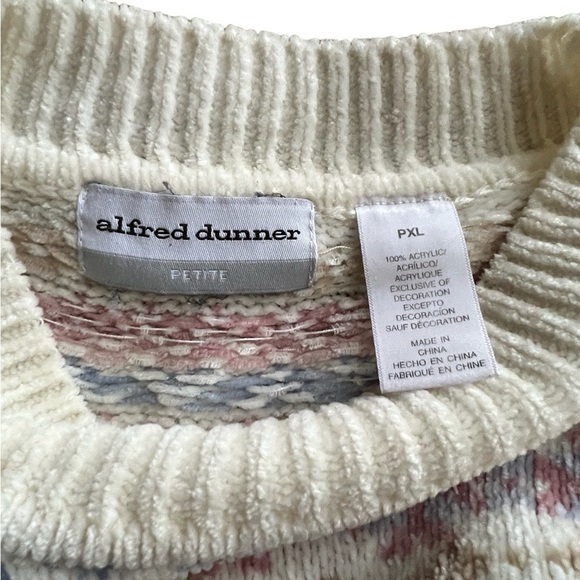 alfred dunner
PETITE
PXL
100% ACRYLIC/
ACRÍLICO/
ACRYLIQUE
EXCLUSIVE OF
DECORATION
EXCEPTO
DECORACÍON
SAUF DÉCORATION
MADE IN
CHINA
HECHO EN CHINA
FABRIQUÉ EN CHINE